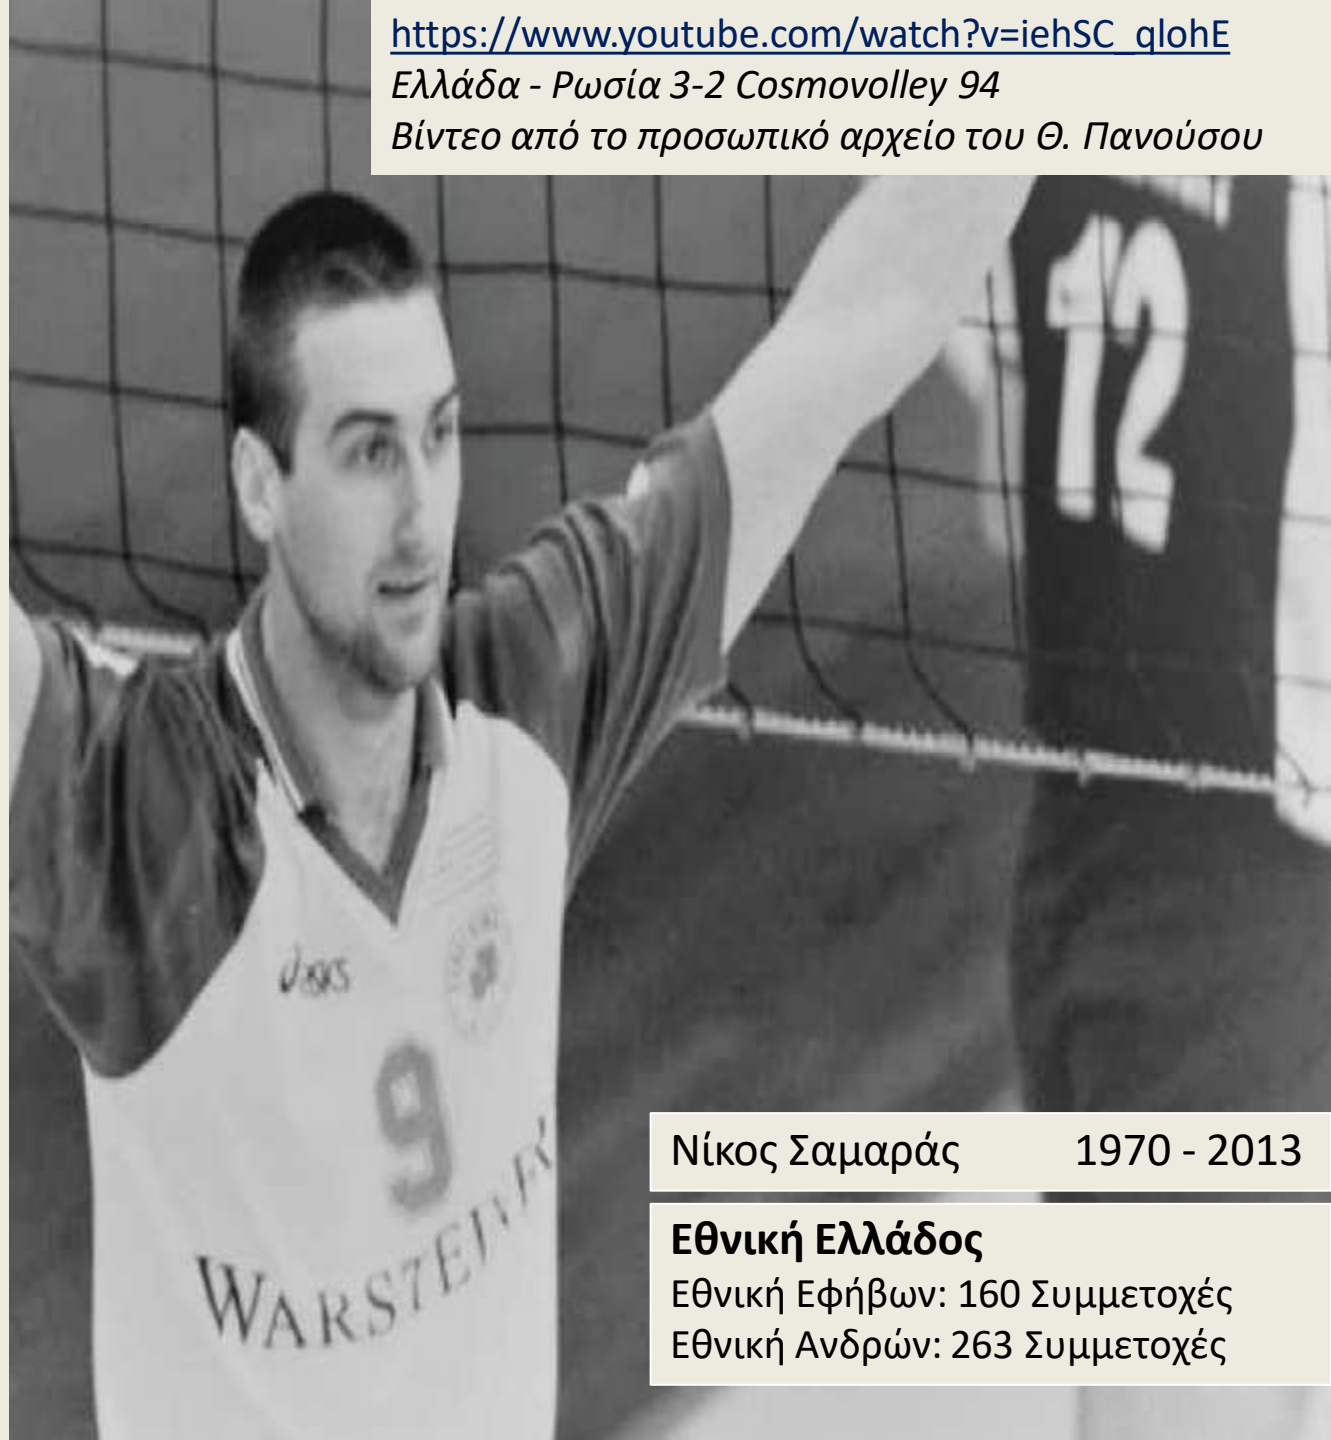 https://www.youtube.com/watch?v=iehSC_qlohE
Ελλάδα - Ρωσία 3-2 Cosmovolley 94
Βίντεο από το προσωπικό αρχείο του Θ. Πανούσου
12
asics
9
WARSTEINER
Νίκος Σαμαράς 1970 - 2013
Εθνική Ελλάδος
Εθνική Εφήβων: 160 Συμμετοχές
Εθνική Ανδρών: 263 Συμμετοχές